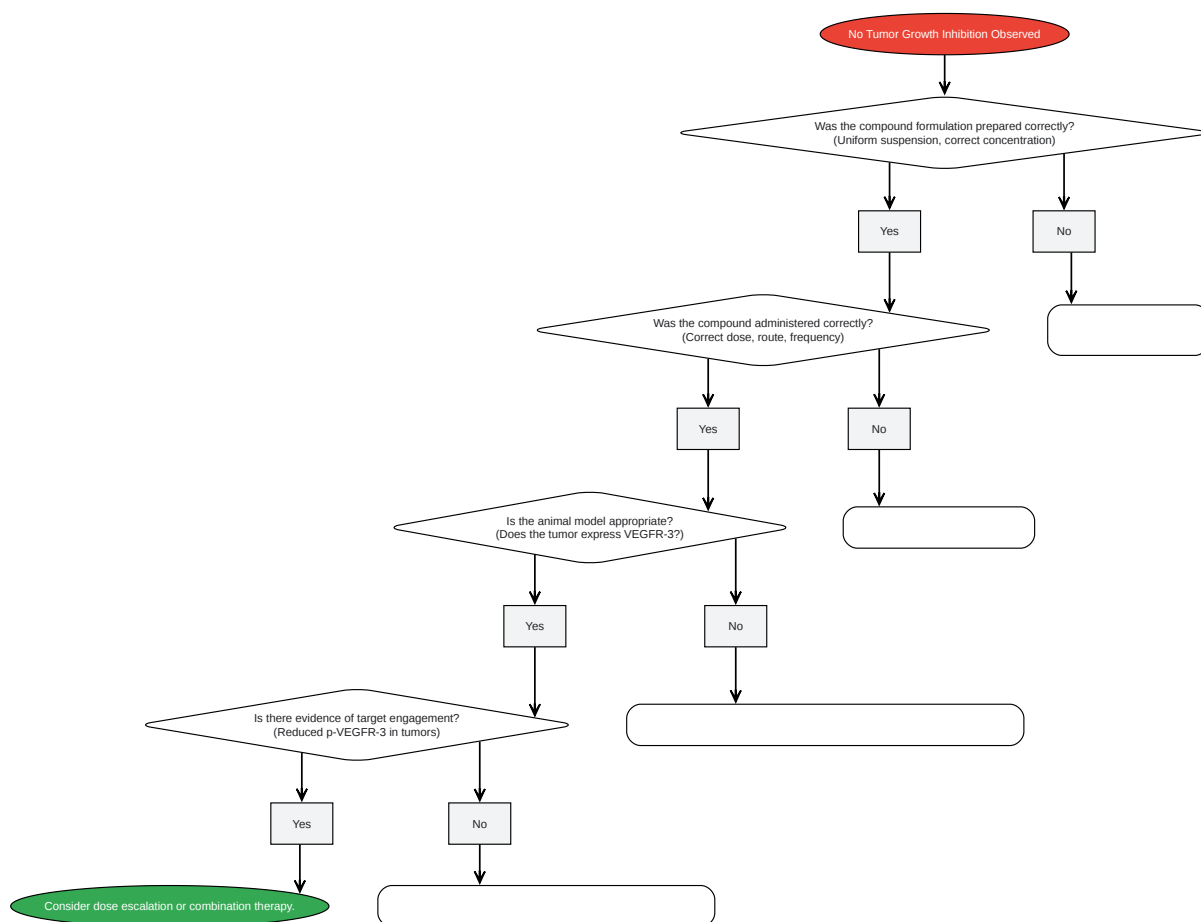 No Tumor Growth Inhibition Observed
Was the compound formulation prepared correctly?
(Uniform suspension, correct concentration)
Yes
No
Was the compound administered correctly?
(Correct dose, route, frequency)
Yes
No
Is the animal model appropriate?
(Does the tumor express VEGFR-3?)
Yes
No
Is there evidence of target engagement?
(Reduced p-VEGFR-3 in tumors)
Yes
No
Consider dose escalation or combination therapy.